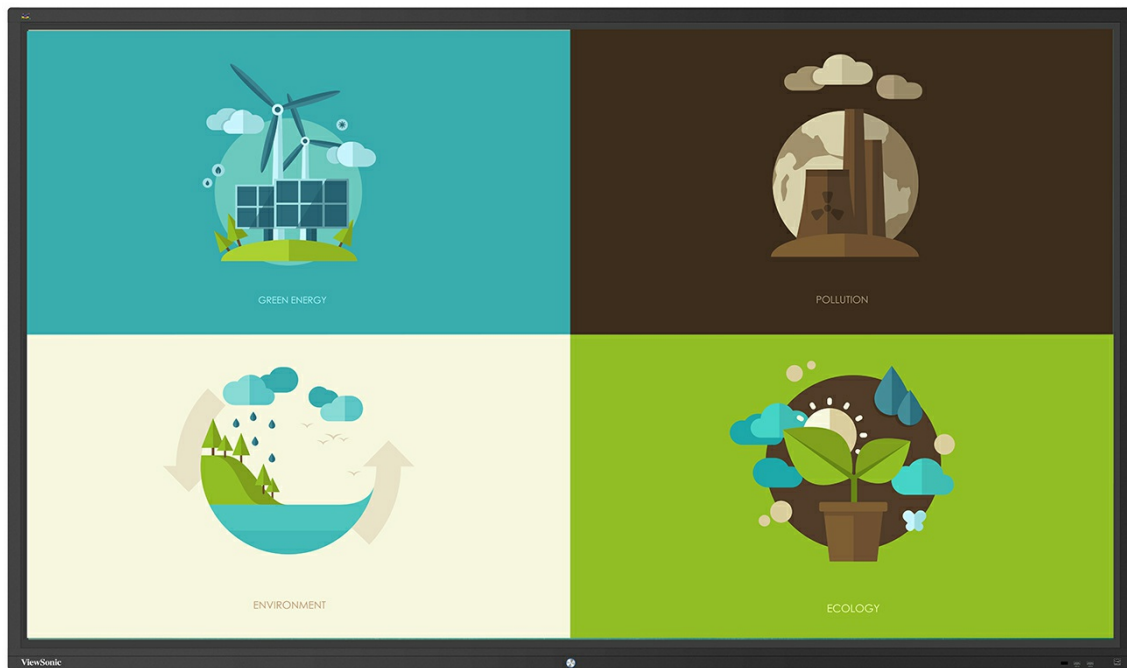 GREEN ENERGY
POLLUTION
ENVIRONMENT
ECOLOGY
ViewSonic